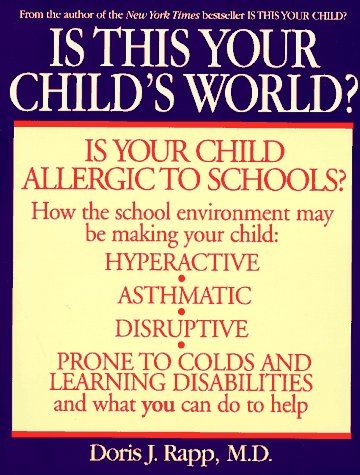 From the author of the New York Times bestseller IS THIS YOUR CHILD?
IS THIS YOUR
CHILD'S WORLD?
IS YOUR CHILD
ALLERGIC TO SCHOOLS?
How the school environment may
be making your child:
HYPERACTIVE
•
ASTHMATIC
•
DISRUPTIVE
•
PRONE TO COLDS AND
LEARNING DISABILITIES
and what you can do to help
Doris J. Rapp, M.D.